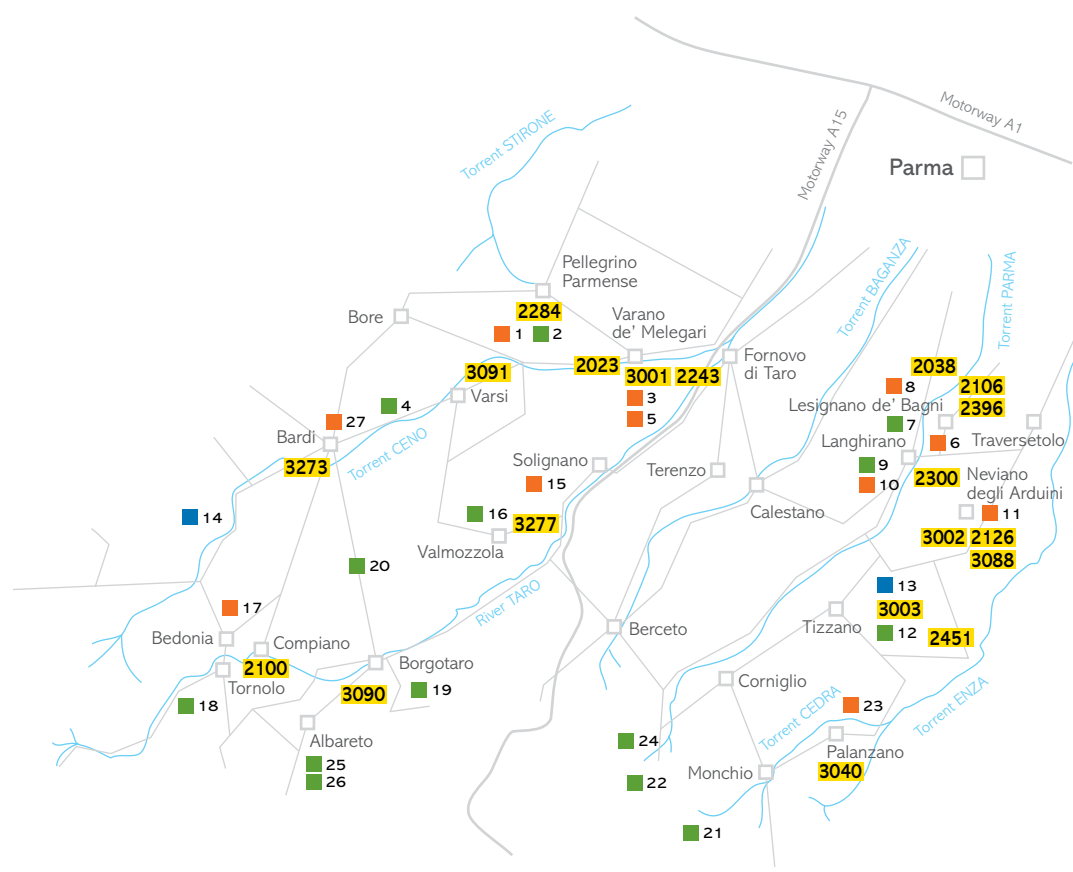 Motorway A1
Torrent STIRONE
Motorway A15
Parma
Torrent BAGANZA
Torrent PARMA
Pellegrino
Parmense
2284
Bore
1
2
Varano
de’ Melegari
2023
3001
2243
Fornovo
di Taro
3
5
3091
Varsi
4
27
Bardi
Torrent CENO
3273
2038
8
2106
Lesignano de’ Bagni
2396
7
Langhirano
6
Traversetolo
Solignano
Terenzo
9
10
2300
Neviano
degli Arduini
15
Calestano
11
14
16
3277
Valmozzola
3002
2126
3088
20
13
River TARO
3003
17
Tizzano
12
2451
Bedonia
Compiano
Berceto
2100
Borgotaro
Tornolo
3090
19
Corniglio
18
23
Torrent CEDRA
Torrent ENZA
Albareto
24
Palanzano
25
26
Monchio
3040
22
21